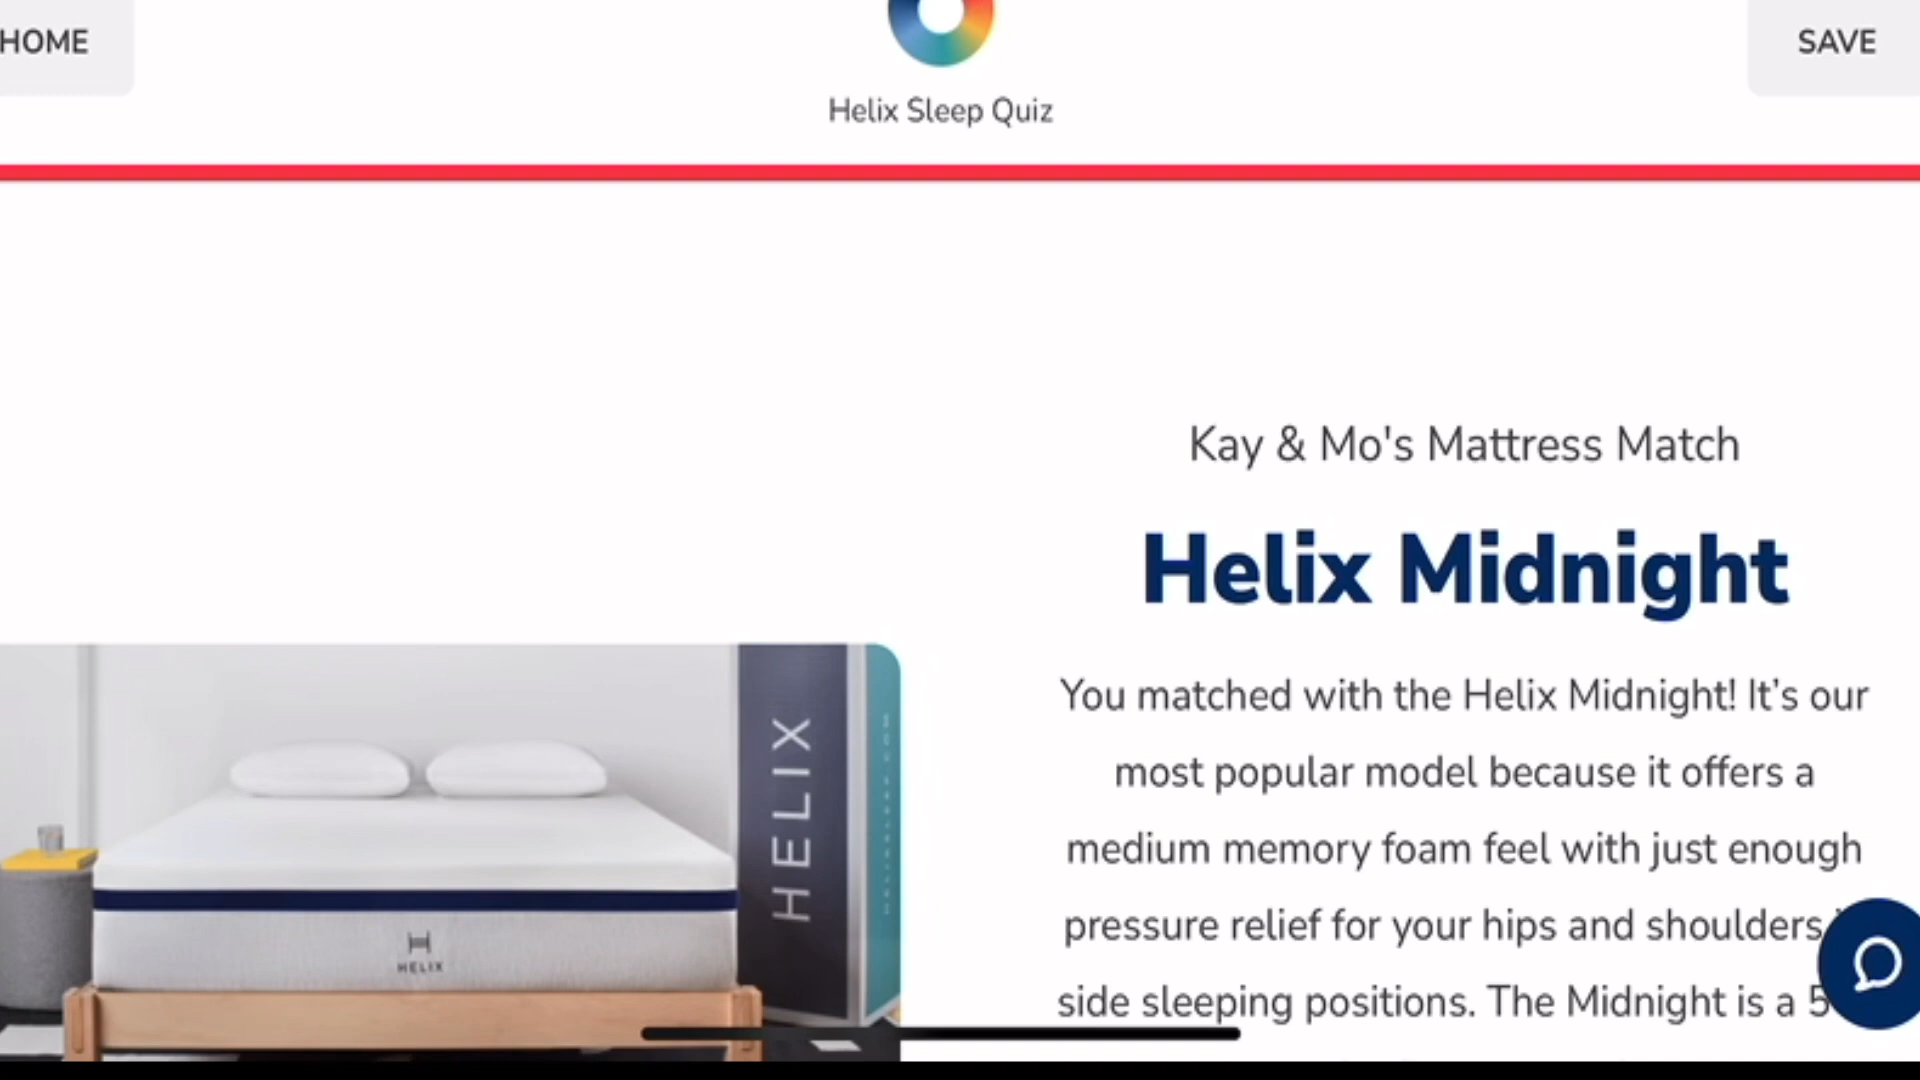 HOME
SAVE
Helix Sleep Quiz
Kay & Mo's Mattress Match
Helix Midnight
You matched with the Helix Midnight! It's our
most popular model because it offers a
medium memory foam feel with just enough
pressure relief for your hips and shoulders
side sleeping positions. The Midnight is a 5
HELIX
HELIX